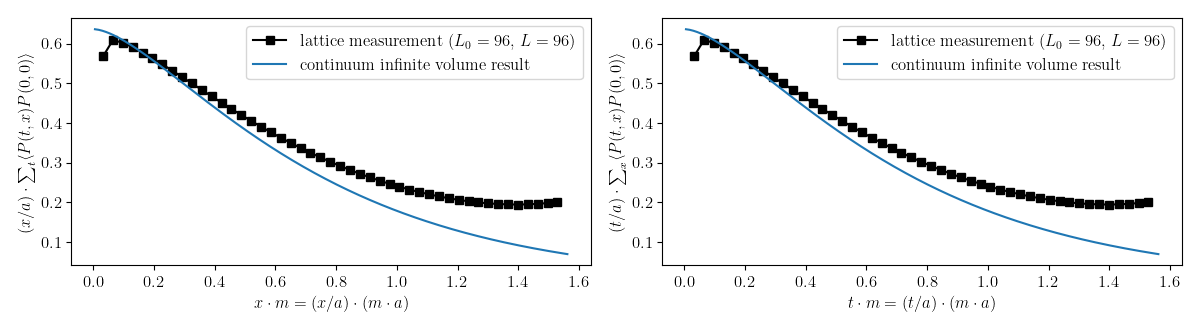 (x/a) · ∑ₜ⟨P(t, x)P(0, 0)⟩
0.6
0.5
0.4
0.3
0.2
0.1
lattice measurement (L₀ = 96, L = 96)
continuum infinite volume result
0.0 0.2 0.4 0.6 0.8 1.0 1.2 1.4 1.6
x · m = (x/a) · (m · a)
(t/a) · ∑ₓ⟨P(t, x)P(0, 0)⟩
0.6
0.5
0.4
0.3
0.2
0.1
lattice measurement (L₀ = 96, L = 96)
continuum infinite volume result
0.0 0.2 0.4 0.6 0.8 1.0 1.2 1.4 1.6
t · m = (t/a) · (m · a)